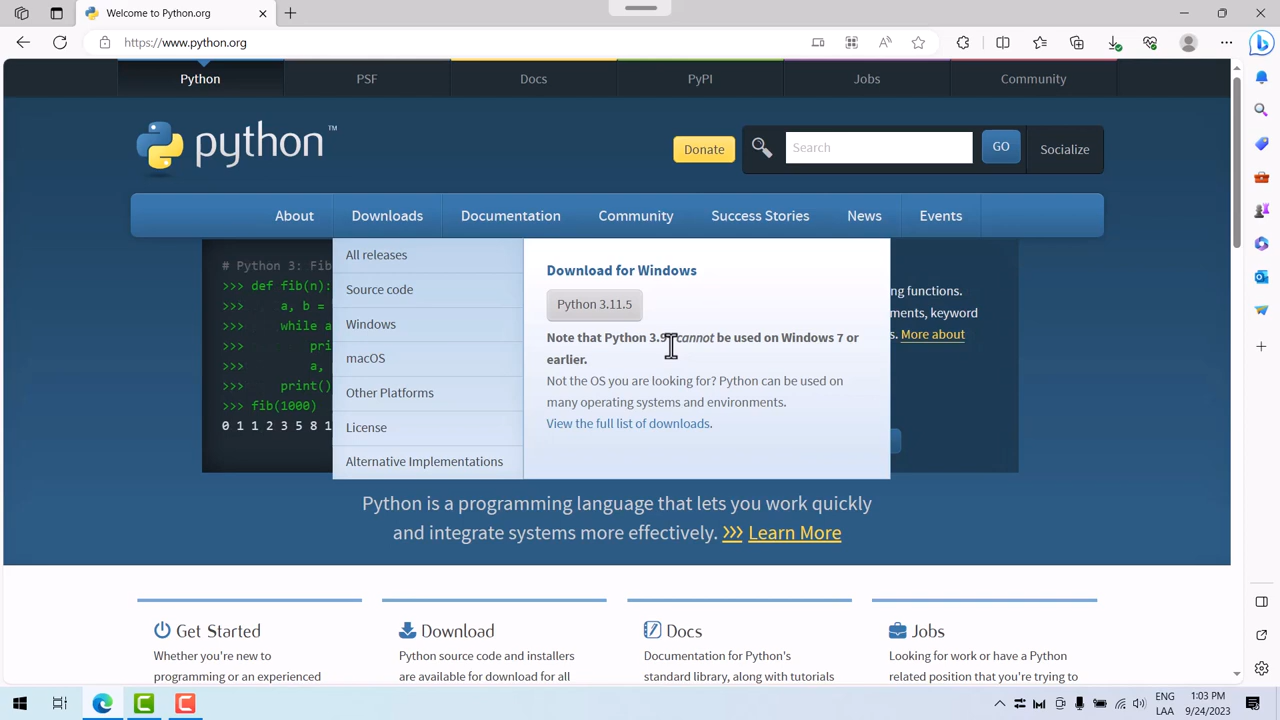 Welcome to Python.org
https://www.python.org
Python
PSF
Docs
PyPI
Jobs
Community
python™
Donate
Search
GO
Socialize
About
Downloads
Documentation
Community
Success Stories
News
Events
All releases
Source code
Windows
macOS
Other Platforms
License
Alternative Implementations
Download for Windows
Python 3.11.5
Note that Python 3.9 cannot be used on Windows 7 or
earlier.
Not the OS you are looking for? Python can be used on
many operating systems and environments.
View the full list of downloads.
# Python 3: Fib
>>> def fib(n):
>>> a, b =
>>> while a
>>> pri
>>> a,
>>> print()
>>> fib(1000)
0 1 1 2 3 5 8 1
ng functions.
ments, keyword
s. More about
Python is a programming language that lets you work quickly
and integrate systems more effectively. >>> Learn More
Get Started
Whether you're new to
programming or an experienced
Download
Python source code and installers
are available for download for all
Docs
Documentation for Python's
standard library, along with tutorials
Jobs
Looking for work or have a Python
related position that you're trying to
ENG
LAA
1:03 PM
9/24/2023